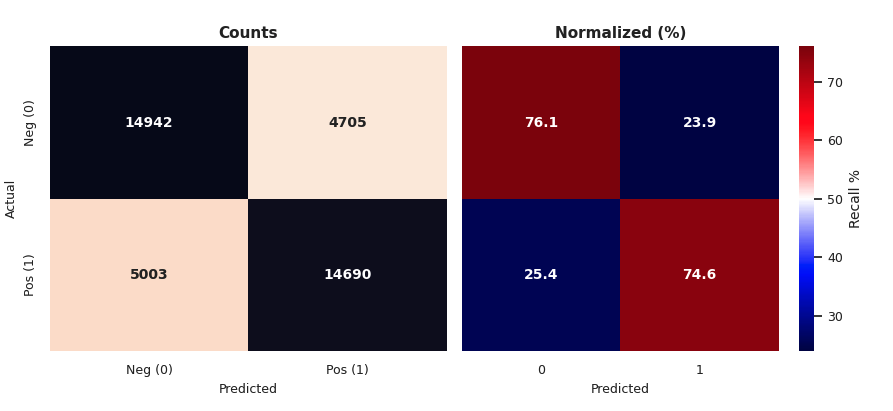 Counts
Normalized (%)
Actual
Neg (0)
Pos (1)
14942
4705
5003
14690
Neg (0)
Pos (1)
Predicted
76.1
23.9
25.4
74.6
0
1
Predicted
70
60
50
40
30
Recall %